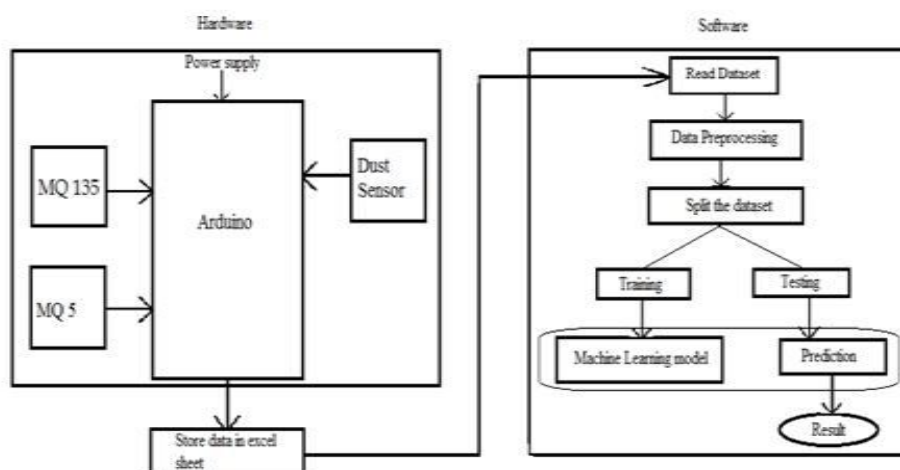 Hardware
Power supply
MQ 135
MQ 5
Arduino
Dust
Sensor
Store data in excel
sheet
Software
Read Dataset
Data Preprocessing
Split the dataset
Training
Testing
Machine Learning model
Prediction
Result